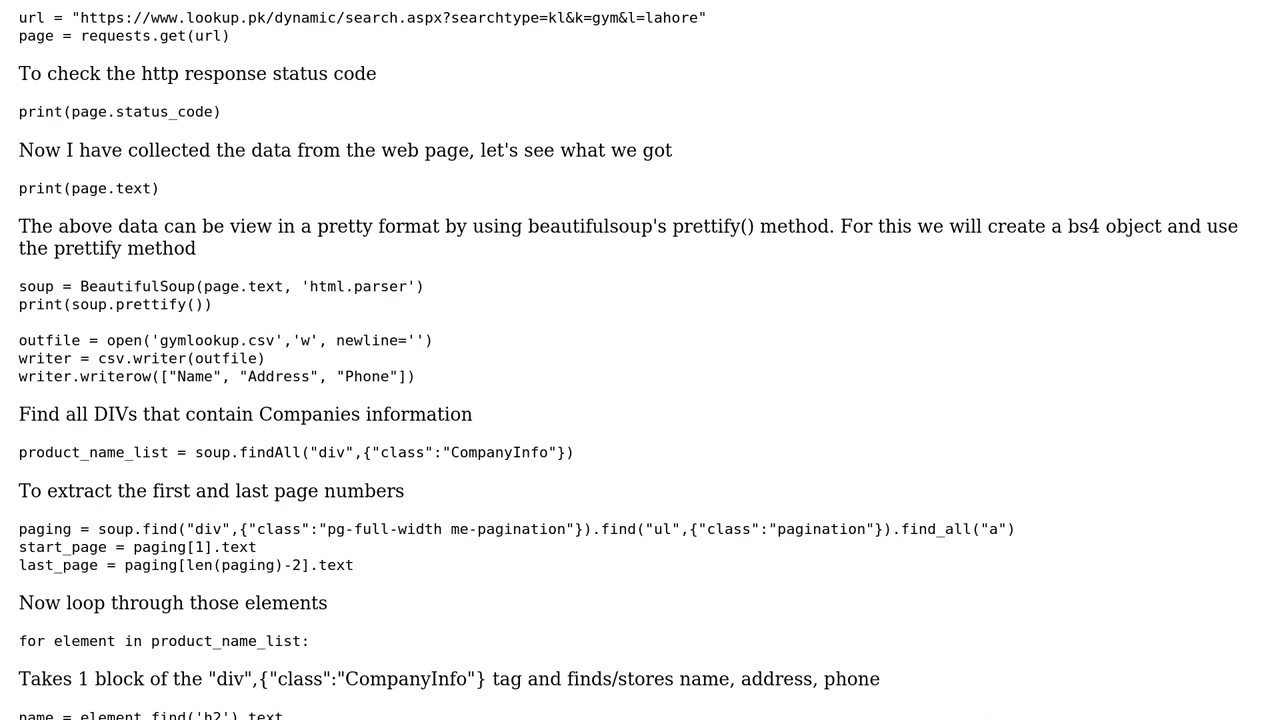 url = "https://www.lookup.pk/dynamic/search.aspx?searchtype=kl&k=gym&l=lahore"
page = requests.get(url)
To check the http response status code
print(page.status_code)
Now I have collected the data from the web page, let's see what we got
print(page.text)
The above data can be view in a pretty format by using beautifulsoup's prettify() method. For this we will create a bs4 object and use
the prettify method
soup = BeautifulSoup(page.text, 'html.parser')
print(soup.prettify())
outfile = open('gymlookup.csv','w', newline='')
writer = csv.writer(outfile)
writer.writerow(["Name", "Address", "Phone"])
Find all DIVs that contain Companies information
product_name_list = soup.findAll("div",{"class":"CompanyInfo"})
To extract the first and last page numbers
paging = soup.find("div",{"class":"pg-full-width me-pagination"}).find("ul",{"class":"pagination"}).find_all("a")
start_page = paging[1].text
last_page = paging[len(paging)-2].text
Now loop through those elements
for element in product_name_list:
Takes 1 block of the "div",{"class":"CompanyInfo"} tag and finds/stores name, address, phone
name = element.find('h2').text